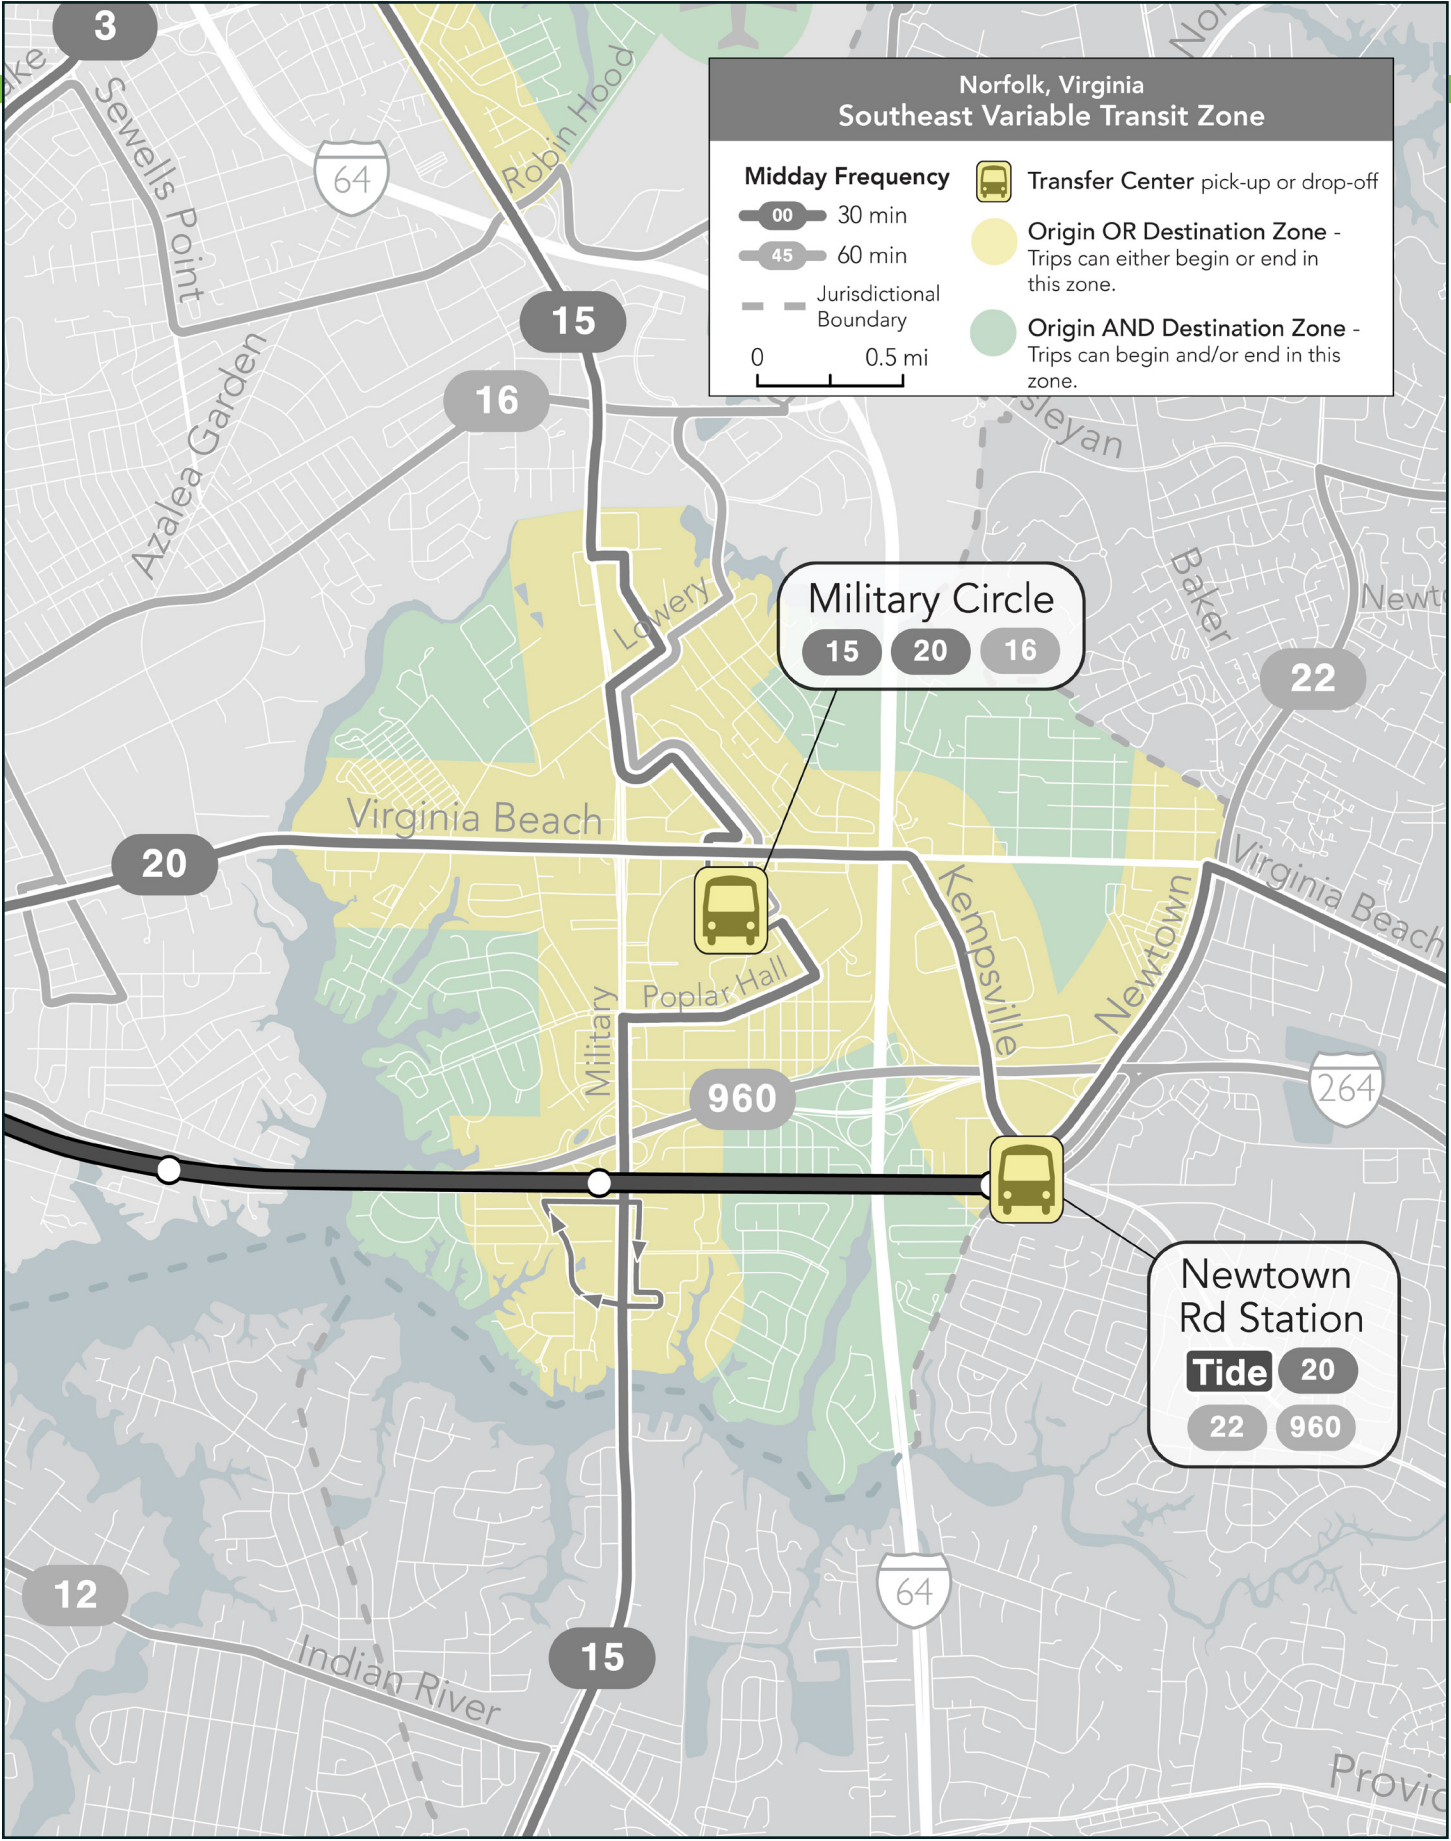 3
ake
Sewells Point
64
Robin Hood
Nor
Norfolk, Virginia
Southeast Variable Transit Zone
Midday Frequency
00 30 min
45 60 min
Jurisdictional
Boundary
0 0.5 mi
Transfer Center pick-up or drop-off
Origin OR Destination Zone -
Trips can either begin or end in
this zone.
Origin AND Destination Zone -
Trips can begin and/or end in this
zone.
15
16
Azalea Garden
sleyan
Baker
Newt
Lowery
Military Circle
15 20 16
22
Virginia Beach
20
Kempsville
Newtown
Virginia Beach
Poplar Hall
Military
960
264
Newtown
Rd Station
Tide 20
22 960
12
64
Indian River
15
Provid